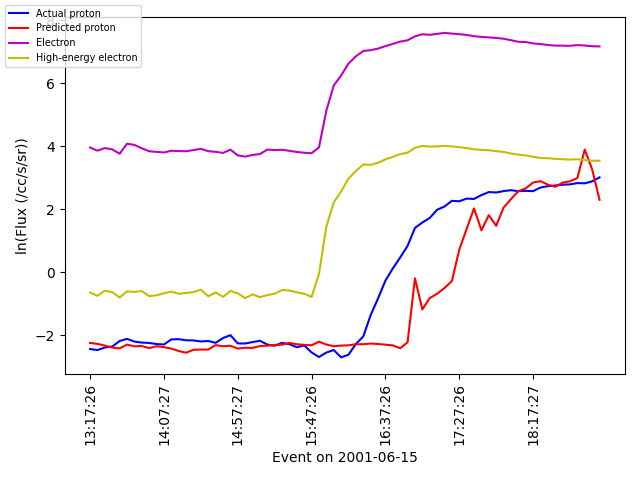 Actual proton
Predicted proton
Electron
High-energy electron
8
6
4
2
0
−2
ln(Flux (/cc/s/sr))
13:17:26
14:07:27
14:57:27
15:47:26
16:37:26
17:27:26
18:17:27
Event on 2001-06-15